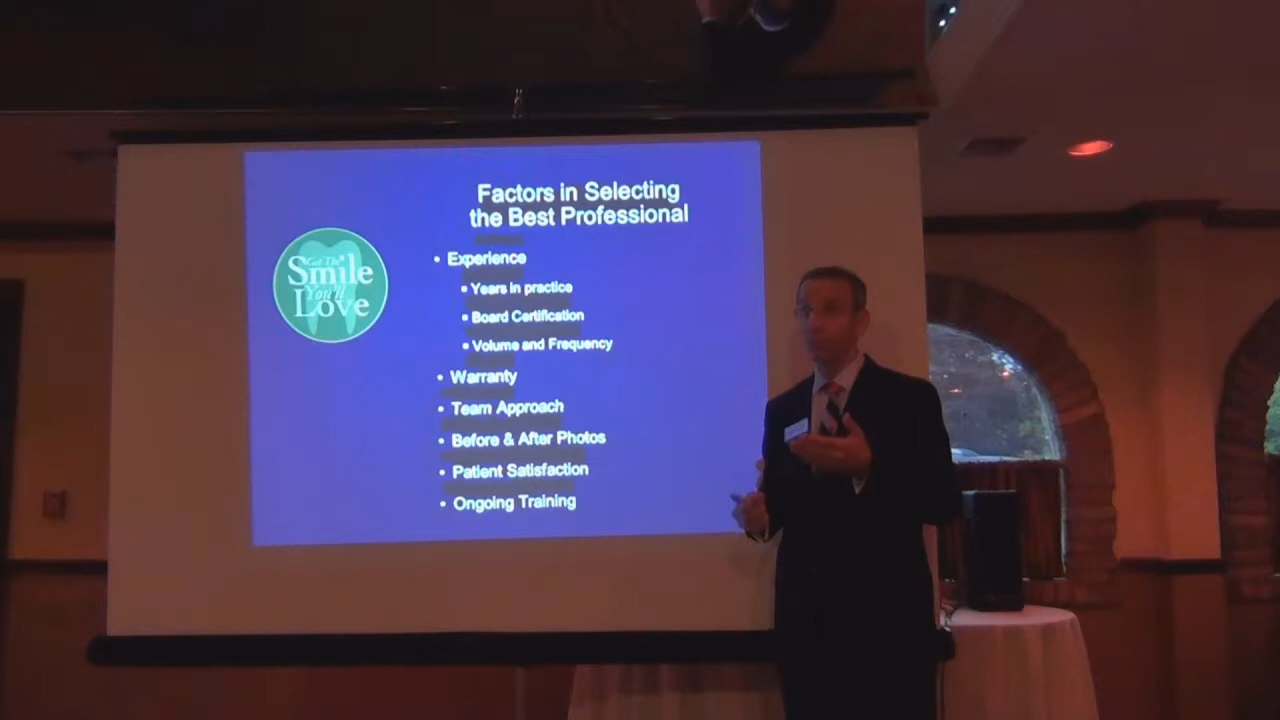 Factors in Selecting
the Best Professional
Get The
Smile
You'll
Love
• Experience
▪ Years in practice
▪ Board Certification
▪ Volume and Frequency
• Warranty
• Team Approach
• Before & After Photos
• Patient Satisfaction
• Ongoing Training